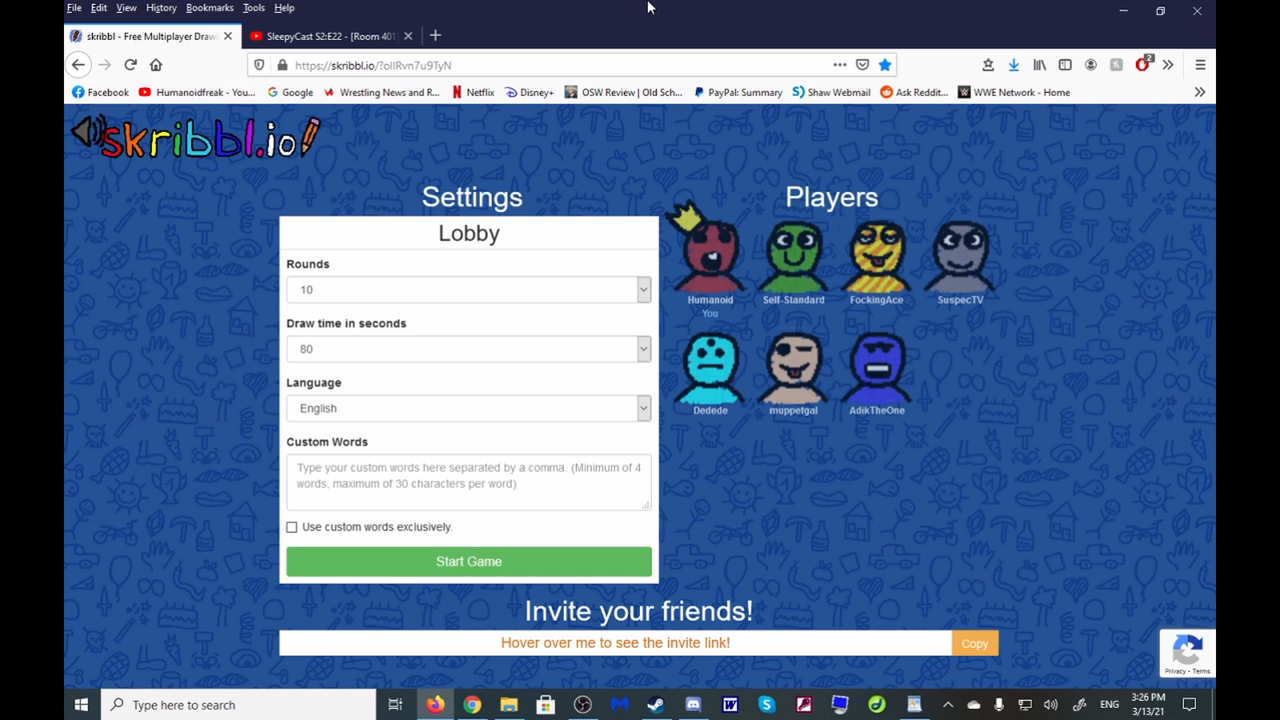 File Edit View History Bookmarks Tools Help
skribbl - Free Multiplayer Draw
SleepyCast S2:E22 - [Room 401]
https://skribbl.io/?ollRvn7u9TyN
2
Facebook Humanoidfreak - You... Google Wrestling News and R... Netflix Disney+ OSW Review | Old Sch... PayPal: Summary Shaw Webmail Ask Reddit... WWE Network - Home
skribbl.io
Settings
Players
Lobby
Rounds
10
Humanoid Self-Standard FockingAce SuspecTV
You
Draw time in seconds
80
Language
English
Dedede muppetgal AdikTheOne
Custom Words
Type your custom words here separated by a comma. (Minimum of 4
words, maximum of 30 characters per word)
Use custom words exclusively.
Start Game
Invite your friends!
Hover over me to see the invite link!
Copy
Privacy - Terms
Type here to search
ENG
3:26 PM
3/13/21